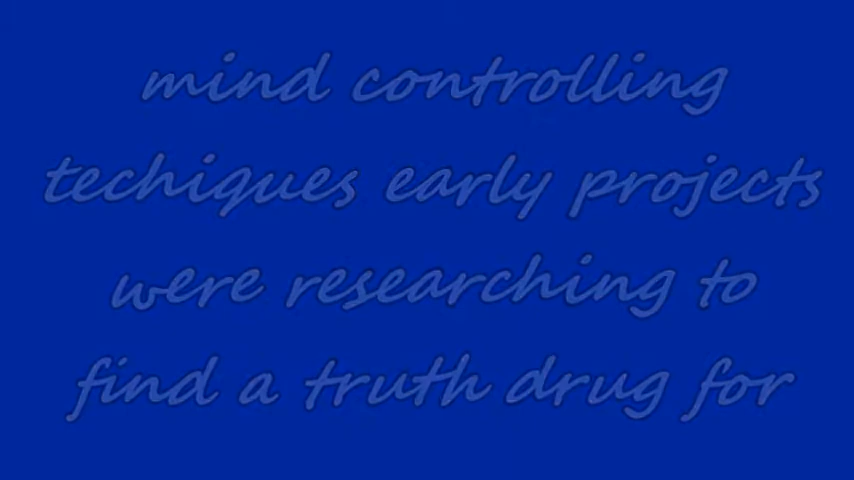 mind controlling
techiques early projects
were researching to
find a truth drug for